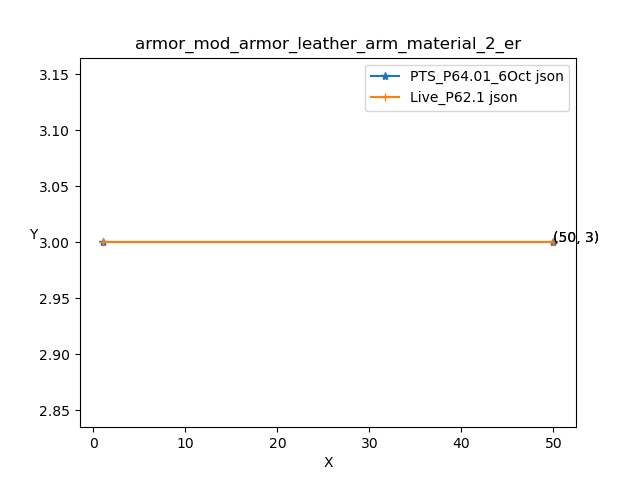 armor_mod_armor_leather_arm_material_2_er
PTS_P64.01_6Oct json
Live_P62.1 json
3.15
3.10
3.05
Y
3.00
2.95
2.90
2.85
(50, 3)
0
10
20
30
40
50
X